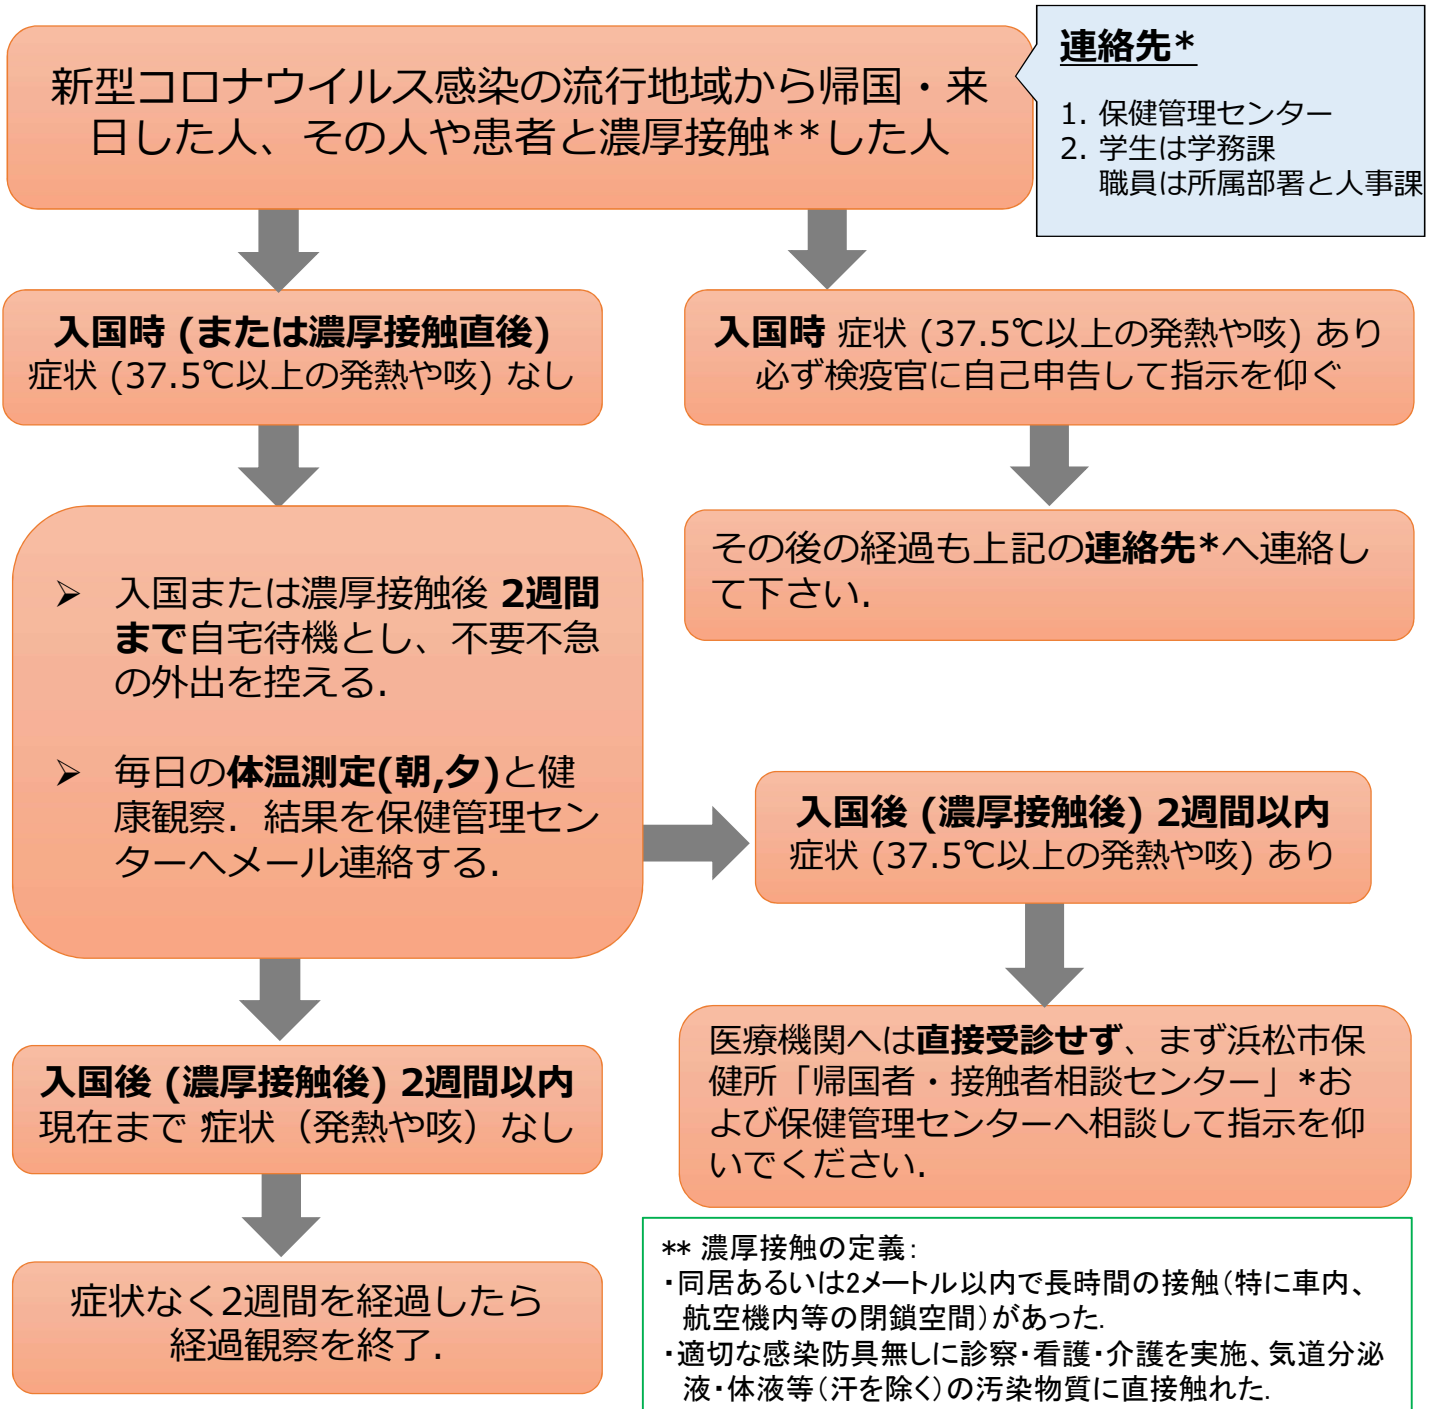 新型コロナウイルス感染の流行地域から帰国・来
日した人、その人や患者と濃厚接触**した人
連絡先*
1. 保健管理センター
2. 学生は学務課
職員は所属部署と人事課
入国時 (または濃厚接触直後)
症状 (37.5℃以上の発熱や咳) なし
入国時 症状 (37.5℃以上の発熱や咳) あり
必ず検疫官に自己申告して指示を仰ぐ
その後の経過も上記の連絡先*へ連絡し
て下さい.
➢ 入国または濃厚接触後 2週間
まで自宅待機とし、不要不急
の外出を控える.
➢ 毎日の体温測定(朝,夕)と健
康観察. 結果を保健管理セン
ターへメール連絡する.
入国後 (濃厚接触後) 2週間以内
症状 (37.5℃以上の発熱や咳) あり
医療機関へは直接受診せず、まず浜松市保
健所「帰国者・接触者相談センター」*お
よび保健管理センターへ相談して指示を仰
いでください.
入国後 (濃厚接触後) 2週間以内
現在まで 症状（発熱や咳）なし
症状なく2週間を経過したら
経過観察を終了.
** 濃厚接触の定義：
・同居あるいは2メートル以内で長時間の接触（特に車内、
航空機内等の閉鎖空間）があった.
・適切な感染防具無しに診察・看護・介護を実施、気道分泌
液・体液等（汗を除く）の汚染物質に直接触れた.